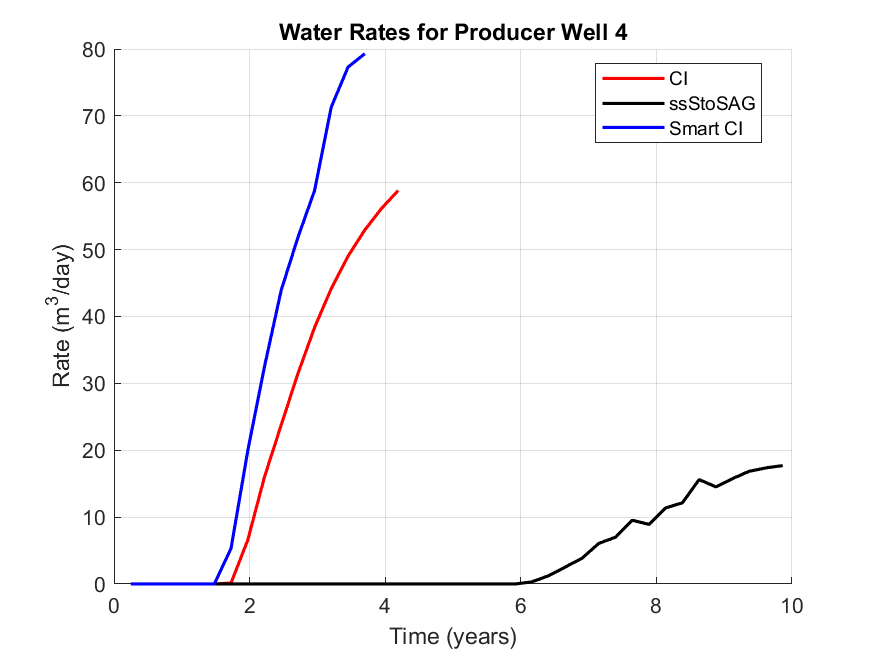 Water Rates for Producer Well 4
80
70
60
50
40
30
20
10
0
Rate (m³/day)
CI
ssStoSAG
Smart CI
0 2 4 6 8 10
Time (years)